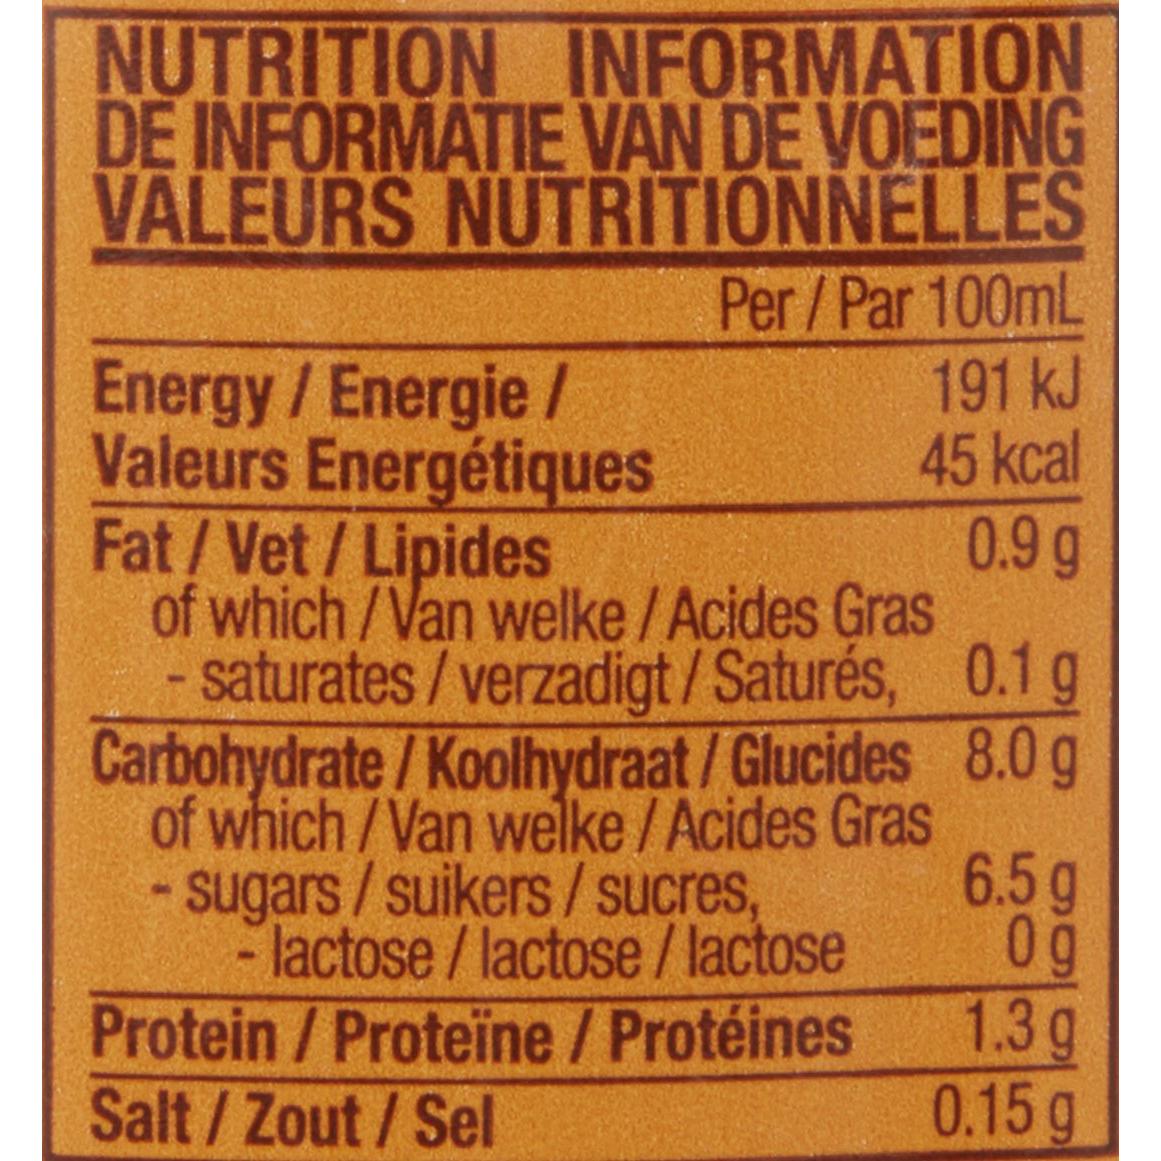 NUTRITION INFORMATION
DE INFORMATIE VAN DE VOEDING
VALEURS NUTRITIONNELLES
Per / Par 100mL
Energy / Energie / 191 kJ
Valeurs Energétiques 45 kcal
Fat / Vet / Lipides 0.9 g
of which / Van welke / Acides Gras
- saturates / verzadigt / Saturés, 0.1 g
Carbohydrate / Koolhydraat / Glucides 8.0 g
of which / Van welke / Acides Gras
- sugars / suikers / sucres, 6.5 g
- lactose / lactose / lactose 0 g
Protein / Proteïne / Protéines 1.3 g
Salt / Zout / Sel 0.15 g